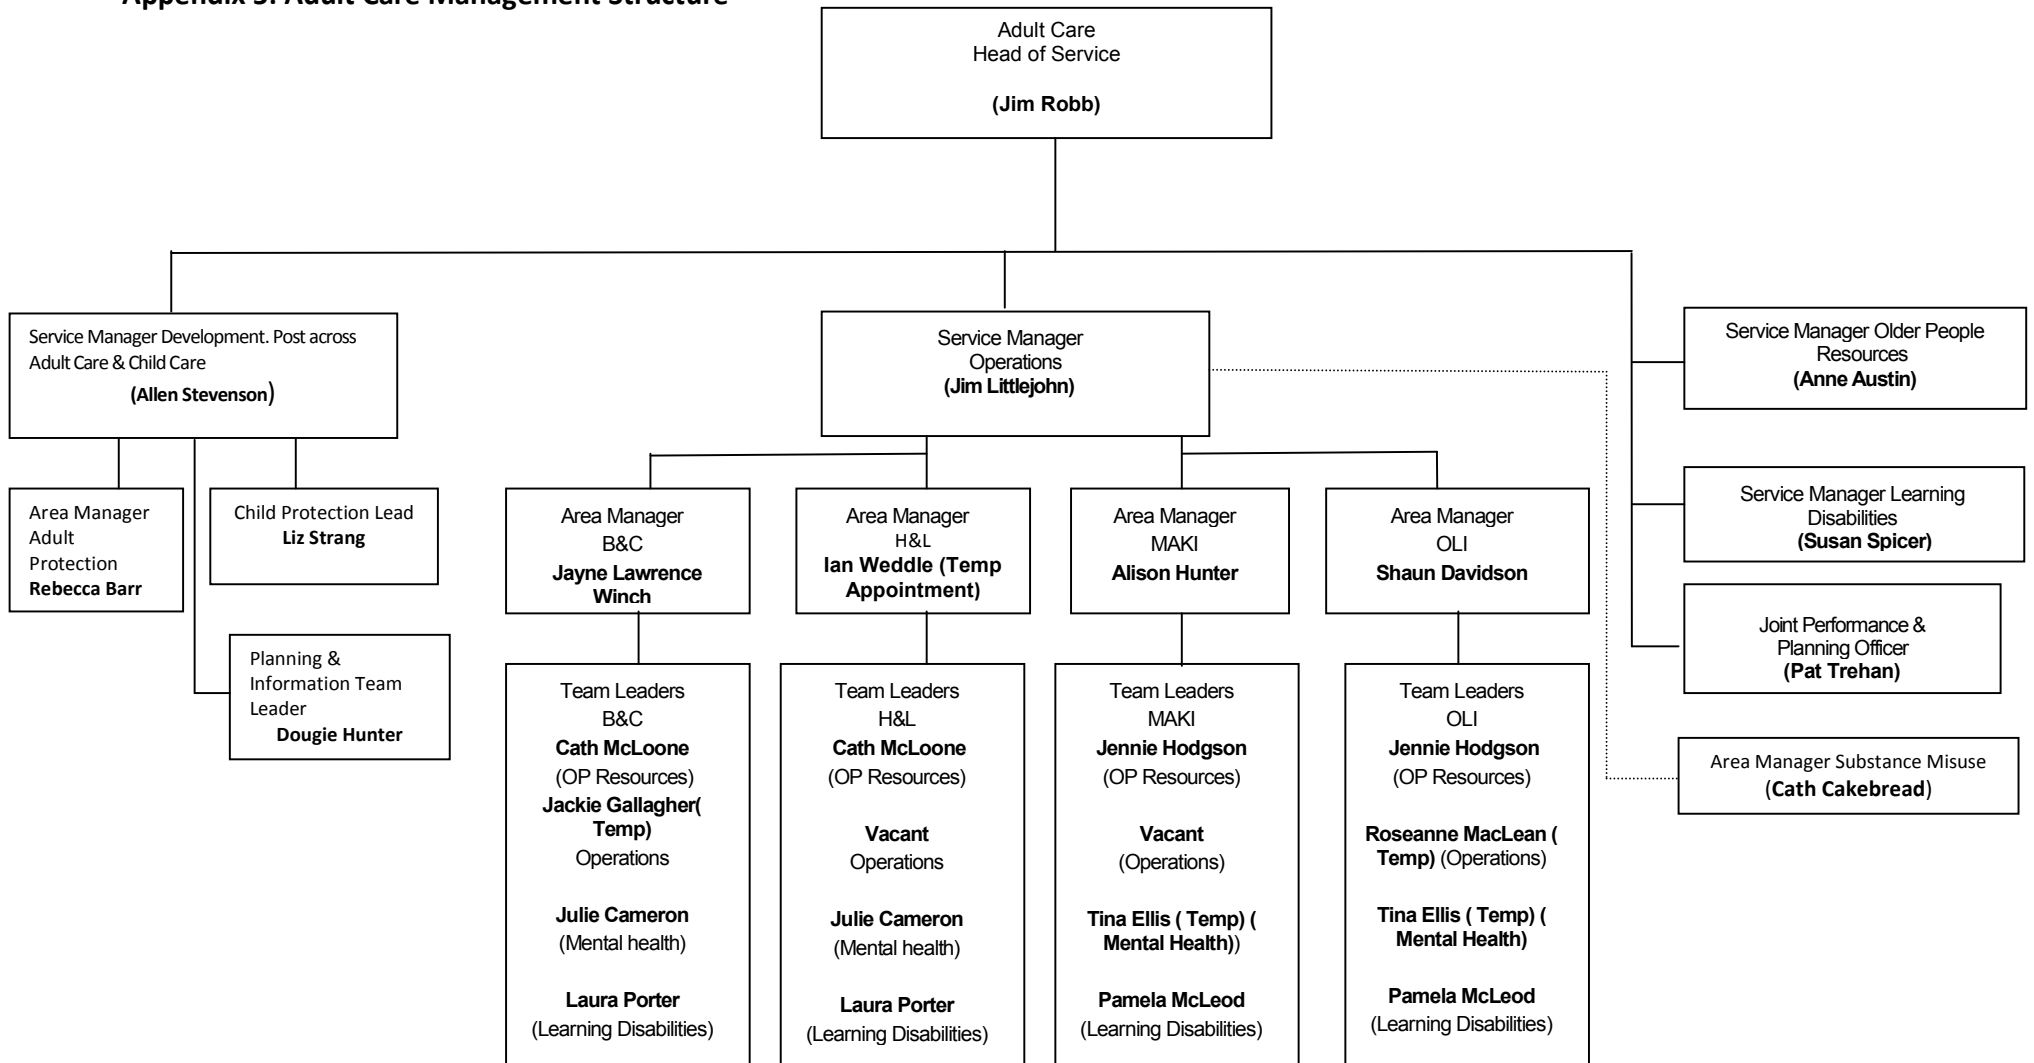 Appendix 3: Adult Care Management Structure
Adult Care
Head of Service
(Jim Robb)
Service Manager Development. Post across
Adult Care & Child Care
(Allen Stevenson)
Service Manager
Operations
(Jim Littlejohn)
Service Manager Older People
Resources
(Anne Austin)
Service Manager Learning
Disabilities
(Susan Spicer)
Joint Performance &
Planning Officer
(Pat Trehan)
Area Manager Substance Misuse
(Cath Cakebread)
Area Manager
Adult
Protection
Rebecca Barr
Child Protection Lead
Liz Strang
Planning &
Information Team
Leader
Dougie Hunter
Area Manager
B&C
Jayne Lawrence
Winch
Area Manager
H&L
Ian Weddle (Temp
Appointment)
Area Manager
MAKI
Alison Hunter
Area Manager
OLI
Shaun Davidson
Team Leaders
B&C
Cath McLoone
(OP Resources)
Jackie Gallagher(
Temp)
Operations
Julie Cameron
(Mental health)
Laura Porter
(Learning Disabilities)
Team Leaders
H&L
Cath McLoone
(OP Resources)
Vacant
Operations
Julie Cameron
(Mental health)
Laura Porter
(Learning Disabilities)
Team Leaders
MAKI
Jennie Hodgson
(OP Resources)
Vacant
(Operations)
Tina Ellis ( Temp) (
Mental Health))
Pamela McLeod
(Learning Disabilities)
Team Leaders
OLI
Jennie Hodgson
(OP Resources)
Roseanne MacLean (
Temp) (Operations)
Tina Ellis ( Temp) (
Mental Health)
Pamela McLeod
(Learning Disabilities)